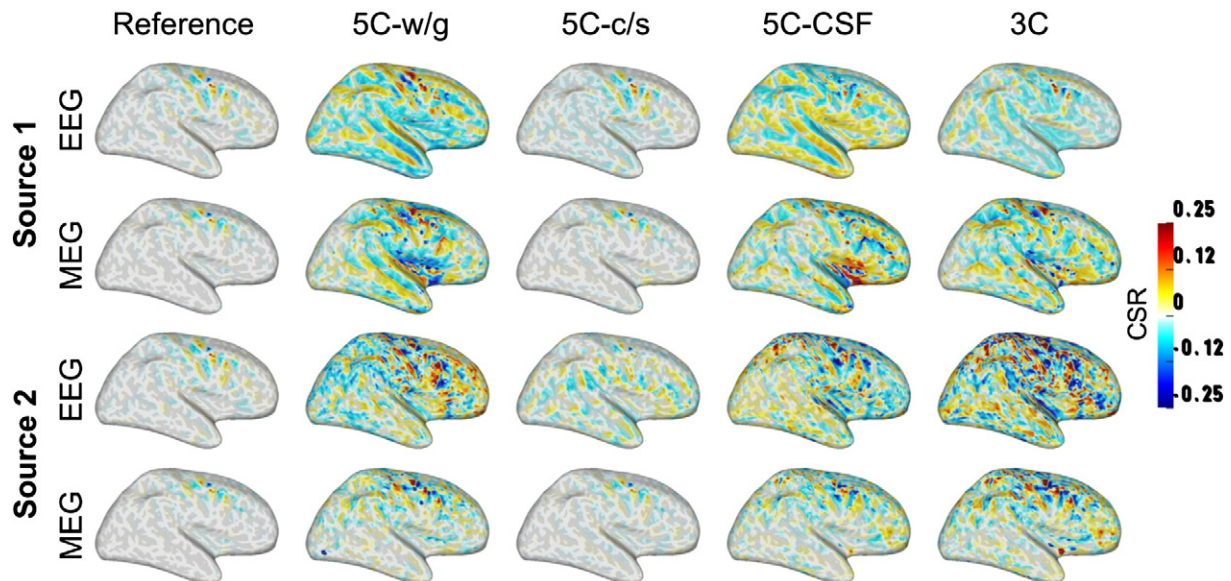 Reference 5C-w/g 5C-c/s 5C-CSF 3C
Source 1
EEG
MEG
Source 2
EEG
MEG
CSR
0.25
0.12
0
-0.12
-0.25